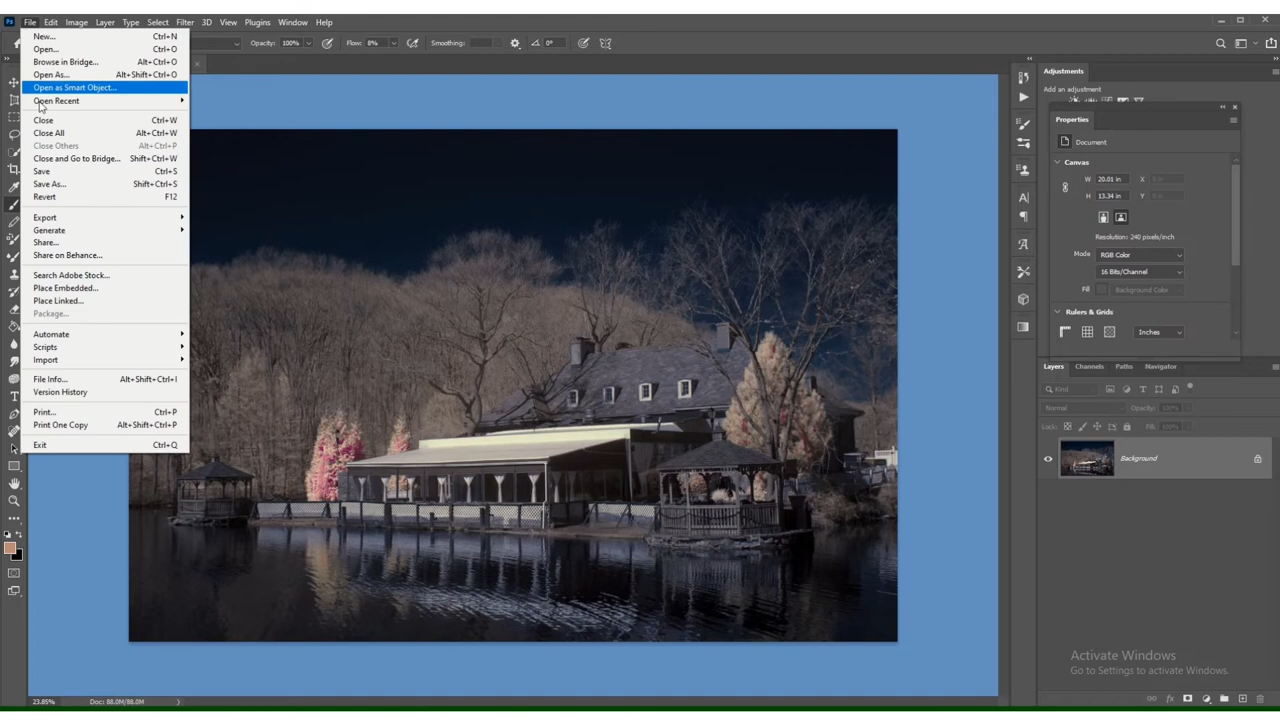 Ps File Edit Image Layer Type Select Filter 3D View Plugins Window Help
Opacity: 100% Flow: 8% Smoothing: 0°
New... Ctrl+N
Open... Ctrl+O
Browse in Bridge... Alt+Ctrl+O
Open As... Alt+Shift+Ctrl+O
Open as Smart Object...
Open Recent
Close Ctrl+W
Close All Alt+Ctrl+W
Close Others Alt+Ctrl+P
Close and Go to Bridge... Shift+Ctrl+W
Save Ctrl+S
Save As... Shift+Ctrl+S
Revert F12
Export
Generate
Share...
Share on Behance...
Search Adobe Stock...
Place Embedded...
Place Linked...
Package...
Automate
Scripts
Import
File Info... Alt+Shift+Ctrl+I
Version History
Print... Ctrl+P
Print One Copy Alt+Shift+Ctrl+P
Exit Ctrl+Q
Adjustments
Add an adjustment
Properties
Document
Canvas
W 20.01 in X
H 13.34 in Y
Resolution: 240 pixels/inch
Mode RGB Color
16 Bits/Channel
Fill Background Color
Rulers & Grids
Inches
Layers Channels Paths Navigator
Kind
Normal Opacity: 100%
Lock: Fill: 100%
Background
Activate Windows
Go to Settings to activate Windows.
23.85% Doc: 88.0M/88.0M